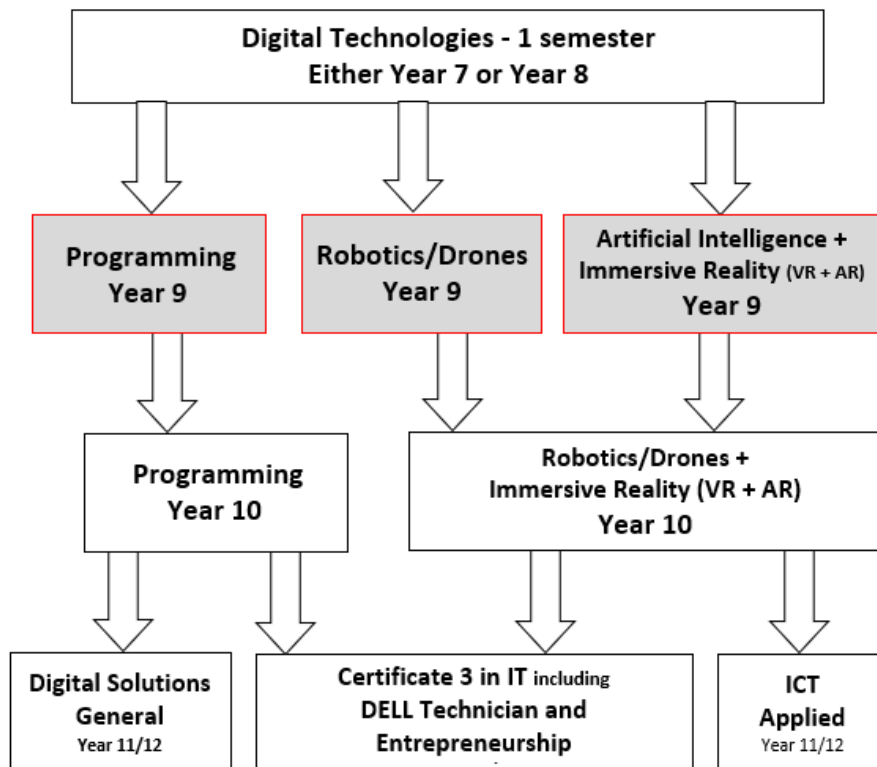 Digital Technologies - 1 semester
Either Year 7 or Year 8
Programming
Year 9
Robotics/Drones
Year 9
Artificial Intelligence +
Immersive Reality (VR + AR)
Year 9
Programming
Year 10
Robotics/Drones +
Immersive Reality (VR + AR)
Year 10
Digital Solutions
General
Year 11/12
Certificate 3 in IT including
DELL Technician and
Entrepreneurship
ICT
Applied
Year 11/12